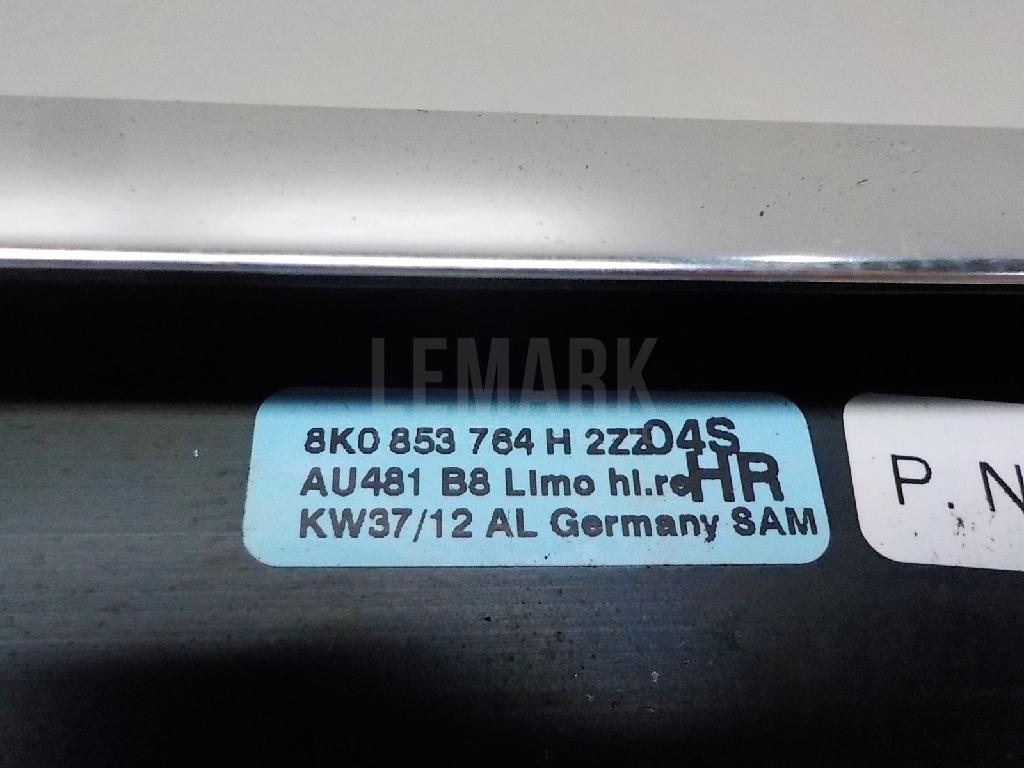 LEMARK
8K0 853 764 H 2ZZ 04S
AU481 B8 Limo hl.re HR
KW37/12 AL Germany SAM
P. N